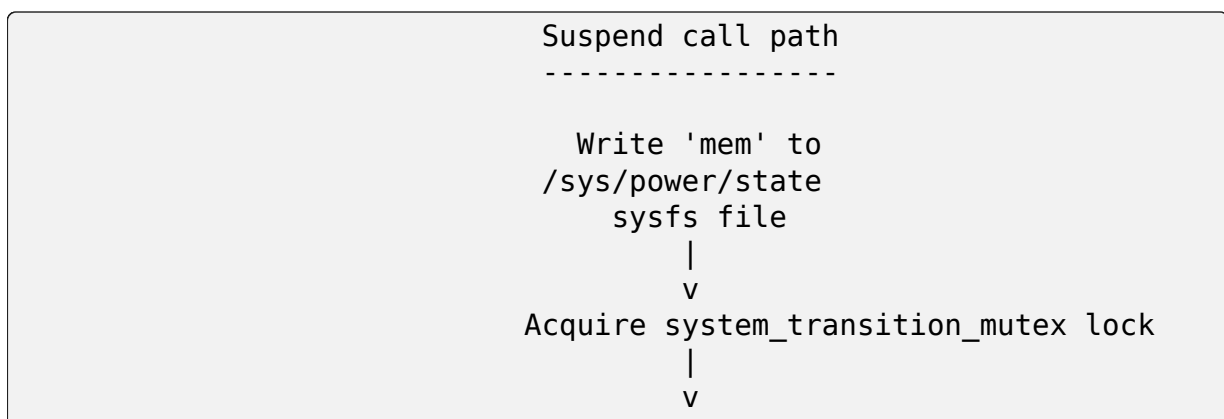 Suspend call path
-----------------
Write 'mem' to
/sys/power/state
sysfs file
|
v
Acquire system_transition_mutex lock
|
v